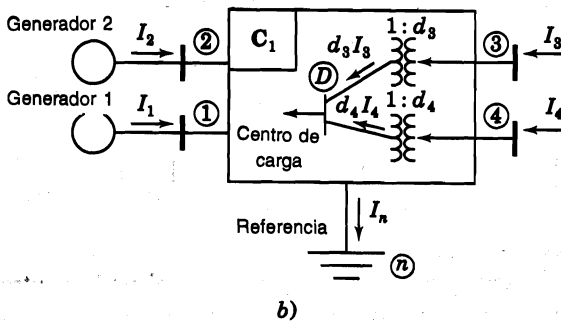 Generador 2
I₂
②
C₁
1 : d₃
d₃I₃
③
I₃
D
Generador 1
I₁
①
1 : d₄
d₄I₄
④
I₄
Centro de
carga
Referencia
Iₙ
ⓝ
b)